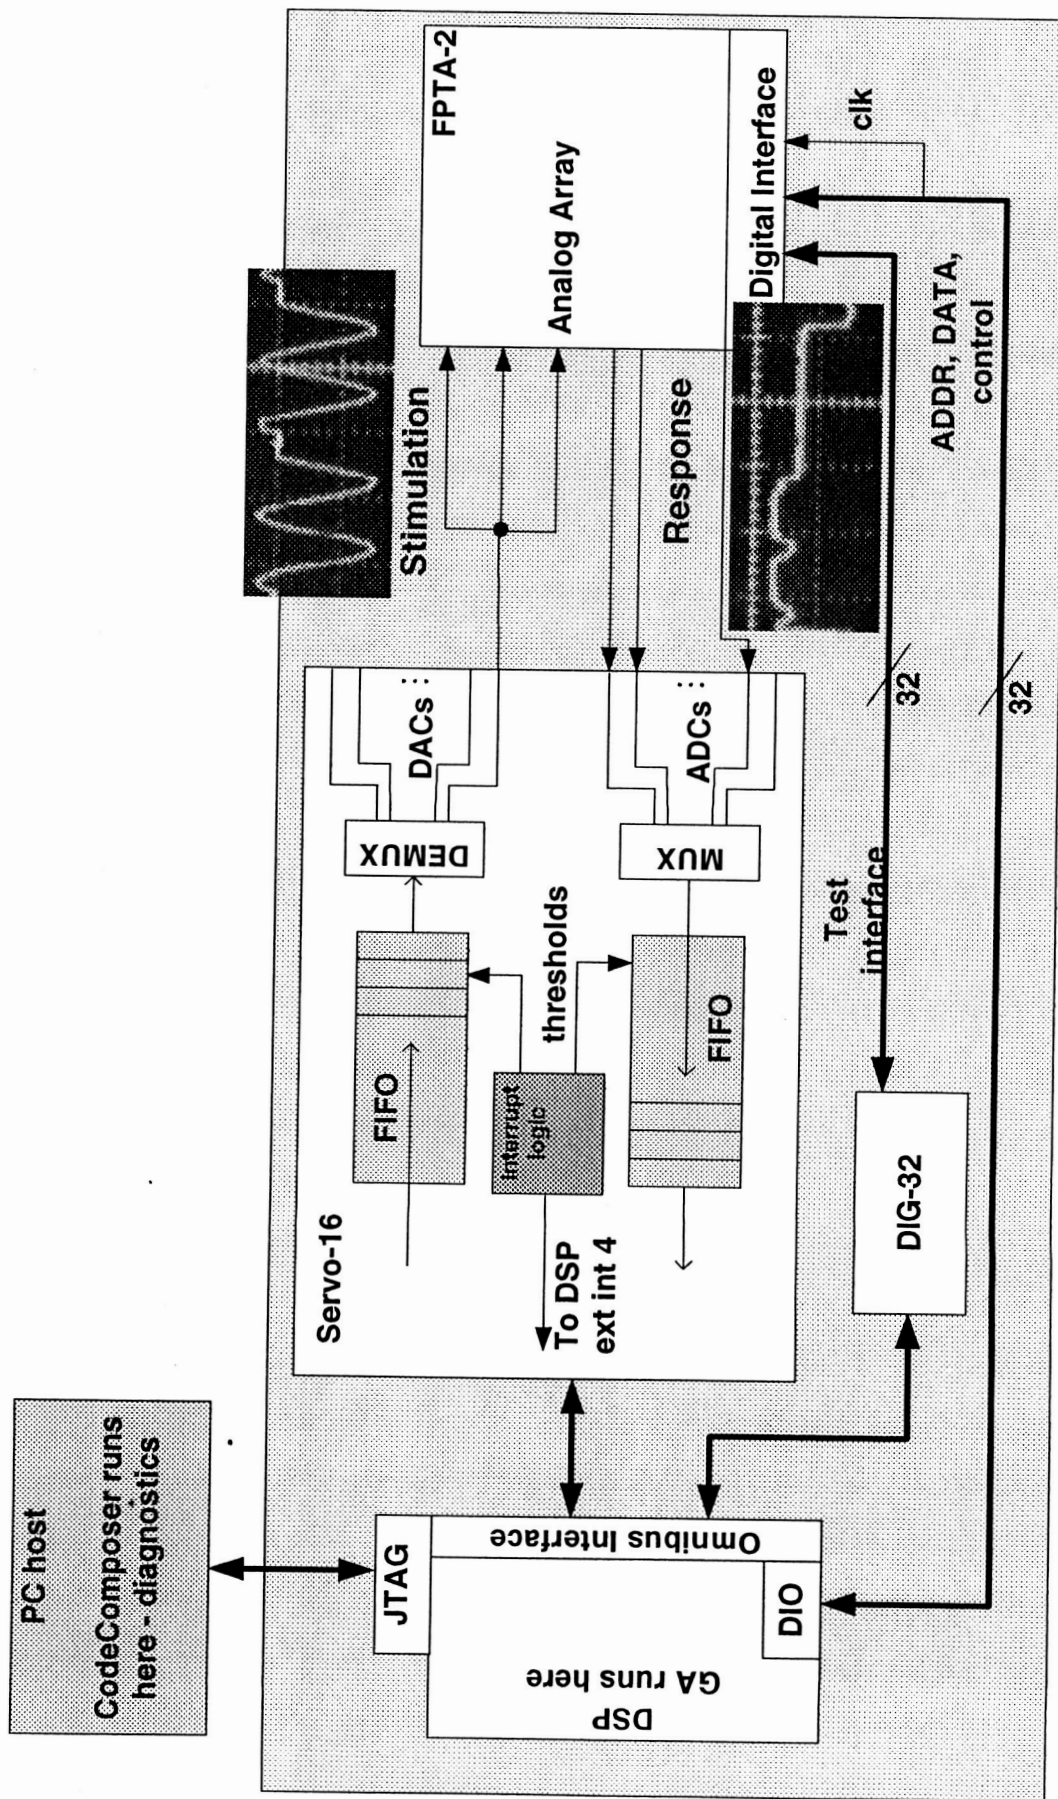 PC host
CodeComposer runs
here - diagnostics
JTAG
Omnibus Interface
DSP
GA runs here
DIO
Servo-16
FIFO
DEMUX
DACs
...
Interrupt
logic
thresholds
To DSP
ext int 4
FIFO
MUX
ADCs
...
Stimulation
Response
FPTA-2
Analog Array
Digital Interface
clk
Test
interface
DIG-32
32
32
ADDR, DATA,
control